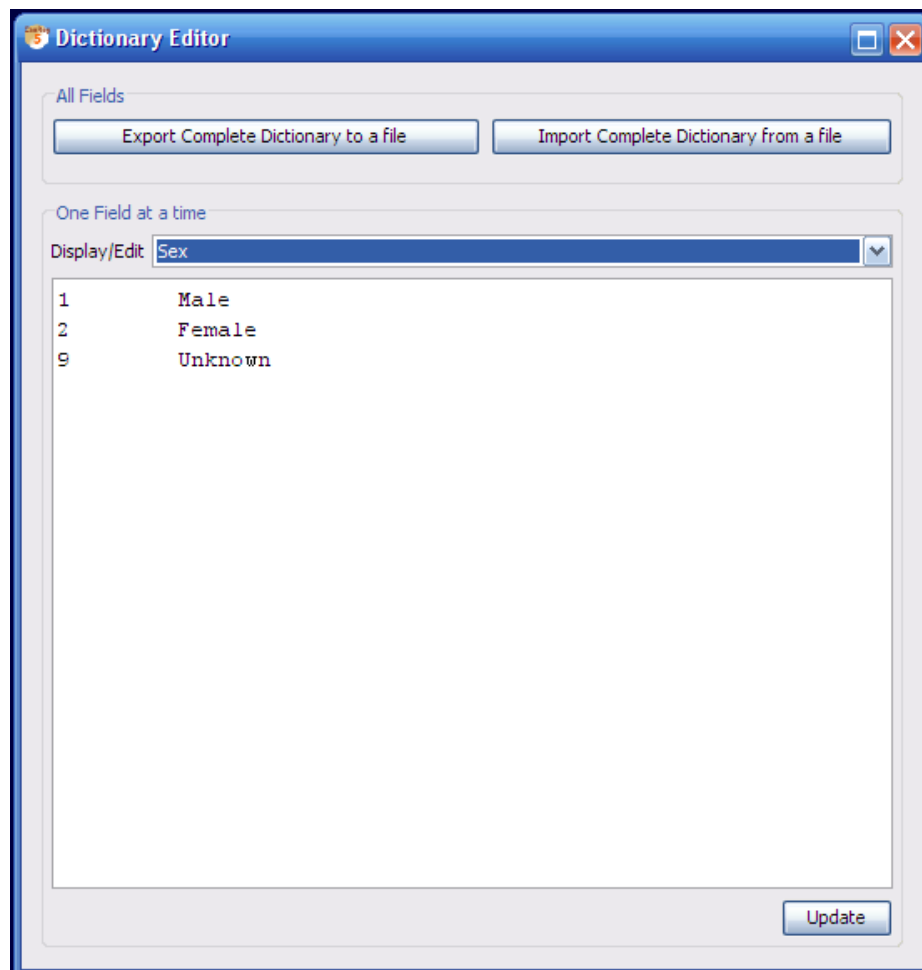 Dictionary Editor
All Fields
Export Complete Dictionary to a file Import Complete Dictionary from a file
One Field at a time
Display/Edit Sex
1 Male
2 Female
9 Unknown
Update